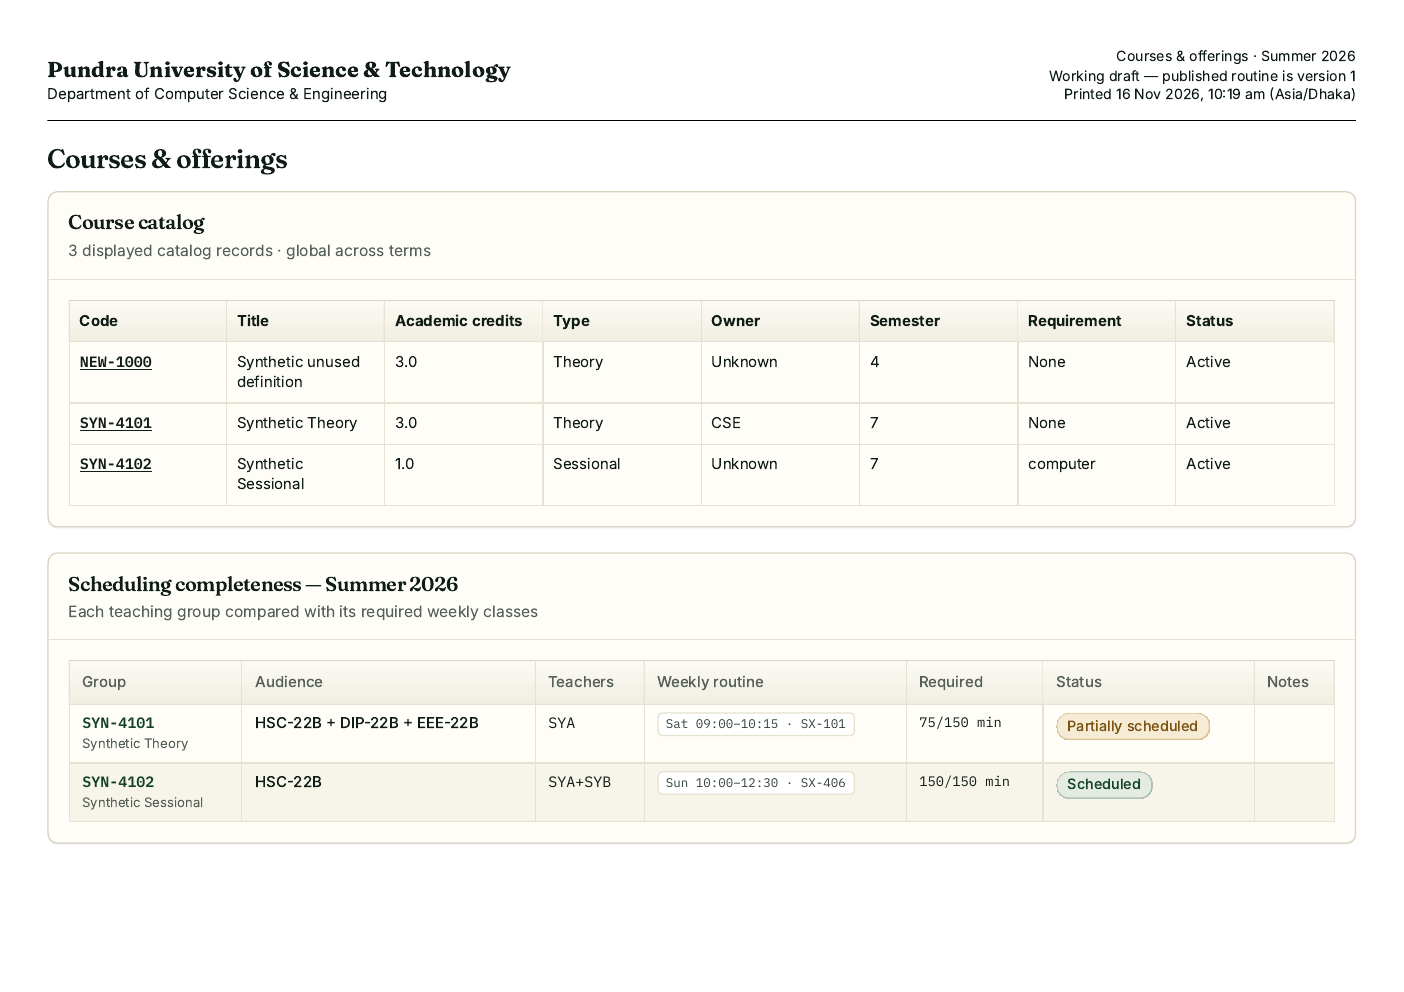 Pundra University of Science & Technology
Department of Computer Science & Engineering
Courses & offerings · Summer 2026
Working draft — published routine is version 1
Printed 16 Nov 2026, 10:19 am (Asia/Dhaka)
Courses & offerings
Course catalog
3 displayed catalog records · global across terms
Code Title Academic credits Type Owner Semester Requirement Status
NEW-1000 Synthetic unused definition 3.0 Theory Unknown 4 None Active
SYN-4101 Synthetic Theory 3.0 Theory CSE 7 None Active
SYN-4102 Synthetic Sessional 1.0 Sessional Unknown 7 computer Active
Scheduling completeness — Summer 2026
Each teaching group compared with its required weekly classes
Group Audience Teachers Weekly routine Required Status Notes
SYN-4101 HSC-22B + DIP-22B + EEE-22B SYA Sat 09:00–10:15 · SX-101 75/150 min Partially scheduled
Synthetic Theory
SYN-4102 HSC-22B SYA+SYB Sun 10:00–12:30 · SX-406 150/150 min Scheduled
Synthetic Sessional